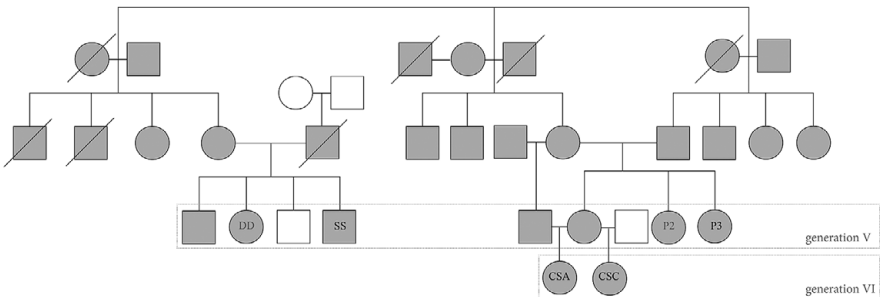 DD
SS
P2
P3
generation V
CSA
CSC
generation VI